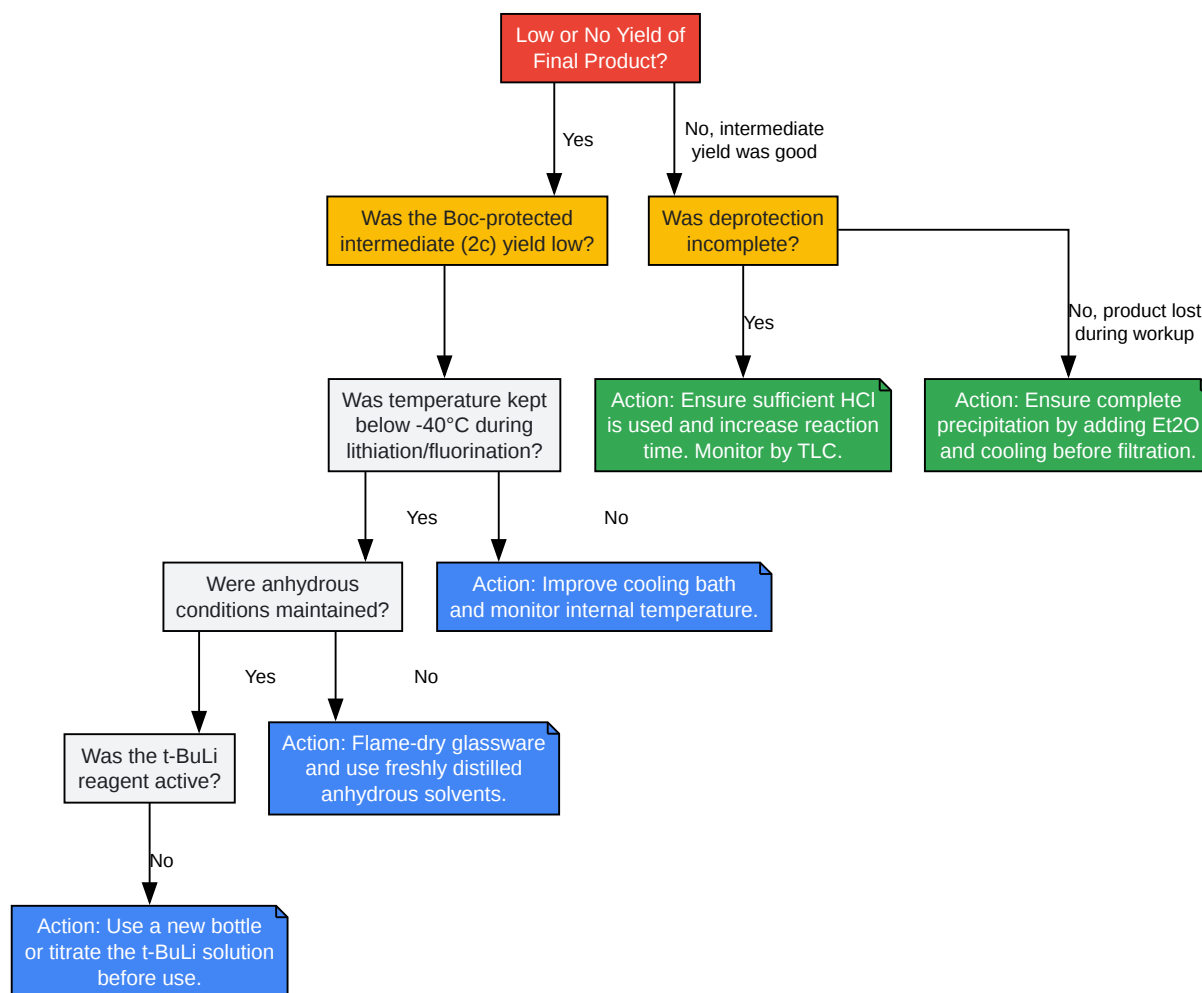 Low or No Yield of
Final Product?
Yes
No, intermediate
yield was good
Was the Boc-protected
intermediate (2c) yield low?
Was deprotection
incomplete?
Yes
No, product lost
during workup
Was temperature kept
below -40°C during
lithiation/fluorination?
Action: Ensure sufficient HCl
is used and increase reaction
time. Monitor by TLC.
Action: Ensure complete
precipitation by adding Et2O
and cooling before filtration.
Yes
No
Were anhydrous
conditions maintained?
Action: Improve cooling bath
and monitor internal temperature.
Yes
No
Was the t-BuLi
reagent active?
Action: Flame-dry glassware
and use freshly distilled
anhydrous solvents.
No
Action: Use a new bottle
or titrate the t-BuLi solution
before use.